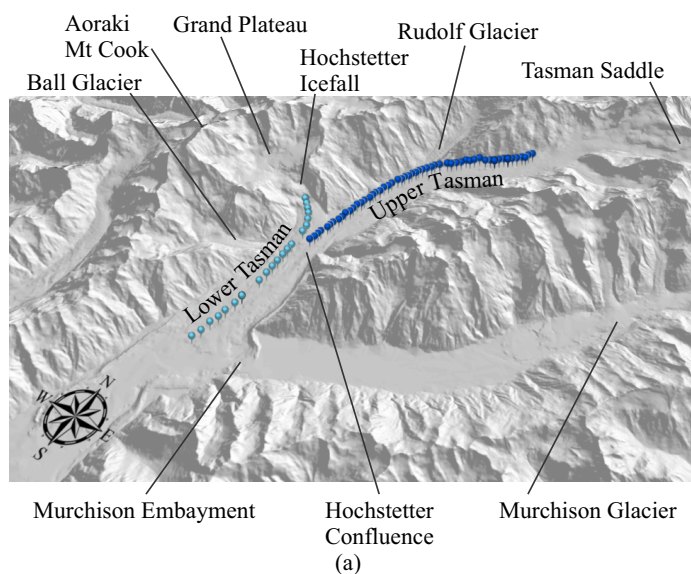 Aoraki
Mt Cook
Grand Plateau
Rudolf Glacier
Hochstetter
Icefall
Ball Glacier
Tasman Saddle
Upper Tasman
Lower Tasman
N
W
E
S
Murchison Embayment
Hochstetter
Confluence
Murchison Glacier
(a)